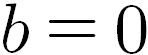 b = 0